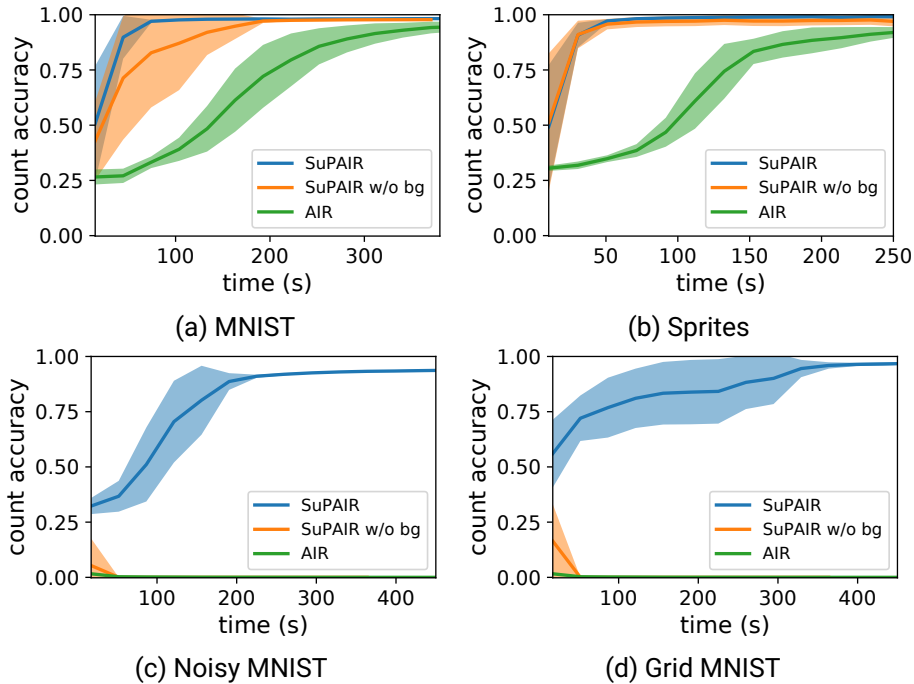 1.00
0.75
0.50
0.25
0.00
count accuracy
SuPAIR
SuPAIR w/o bg
AIR
100
200
300
time (s)
(a) MNIST
1.00
0.75
0.50
0.25
0.00
count accuracy
SuPAIR
SuPAIR w/o bg
AIR
50
100
150
200
250
time (s)
(b) Sprites
1.00
0.75
0.50
0.25
0.00
count accuracy
SuPAIR
SuPAIR w/o bg
AIR
100
200
300
400
time (s)
(c) Noisy MNIST
1.00
0.75
0.50
0.25
0.00
count accuracy
SuPAIR
SuPAIR w/o bg
AIR
100
200
300
400
time (s)
(d) Grid MNIST